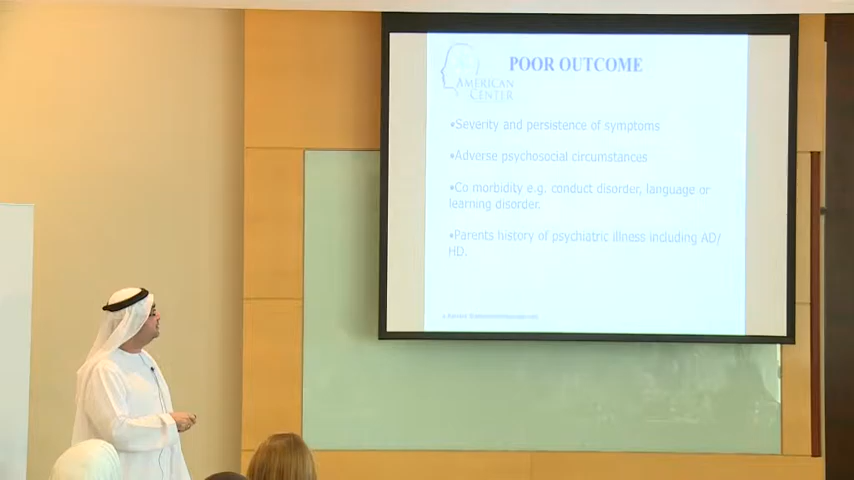 POOR OUTCOME
AMERICAN
CENTER
▪Severity and persistence of symptoms
▪Adverse psychosocial circumstances
▪Co morbidity e.g. conduct disorder, language or
learning disorder.
▪Parents history of psychiatric illness including AD/
HD.